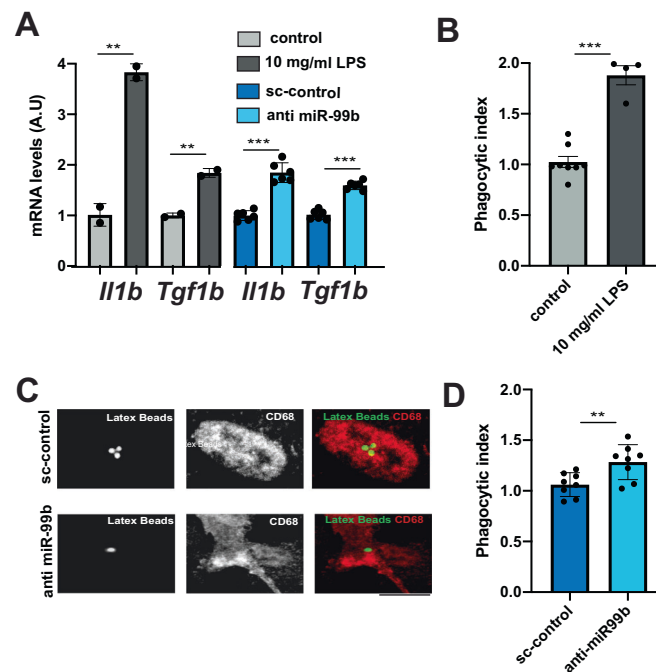 A
control
10 mg/ml LPS
sc-control
anti miR-99b
mRNA levels (A.U)
4
3
2
1
0
**
**
***
***
Il1b
Tgf1b
Il1b
Tgf1b
B
Phagocytic index
2.0
1.5
1.0
0.5
0.0
***
control
10 mg/ml LPS
C
sc-control
Latex Beads
CD68
Latex Beads CD68
anti miR-99b
Latex Beads
CD68
Latex Beads CD68
D
Phagocytic index
2.0
1.5
1.0
0.5
0.0
**
sc-control
anti-miR99b